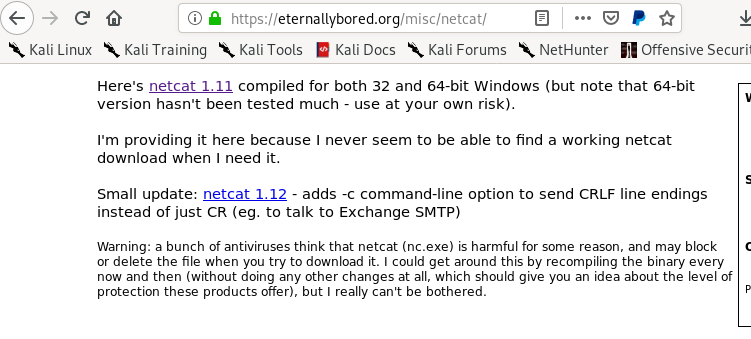 https://eternallybored.org/misc/netcat/
Kali Linux Kali Training Kali Tools Kali Docs Kali Forums NetHunter Offensive Securi
Here's netcat 1.11 compiled for both 32 and 64-bit Windows (but note that 64-bit
version hasn't been tested much - use at your own risk).
I'm providing it here because I never seem to be able to find a working netcat
download when I need it.
Small update: netcat 1.12 - adds -c command-line option to send CRLF line endings
instead of just CR (eg. to talk to Exchange SMTP)
Warning: a bunch of antiviruses think that netcat (nc.exe) is harmful for some reason, and may block
or delete the file when you try to download it. I could get around this by recompiling the binary every
now and then (without doing any other changes at all, which should give you an idea about the level of
protection these products offer), but I really can't be bothered.